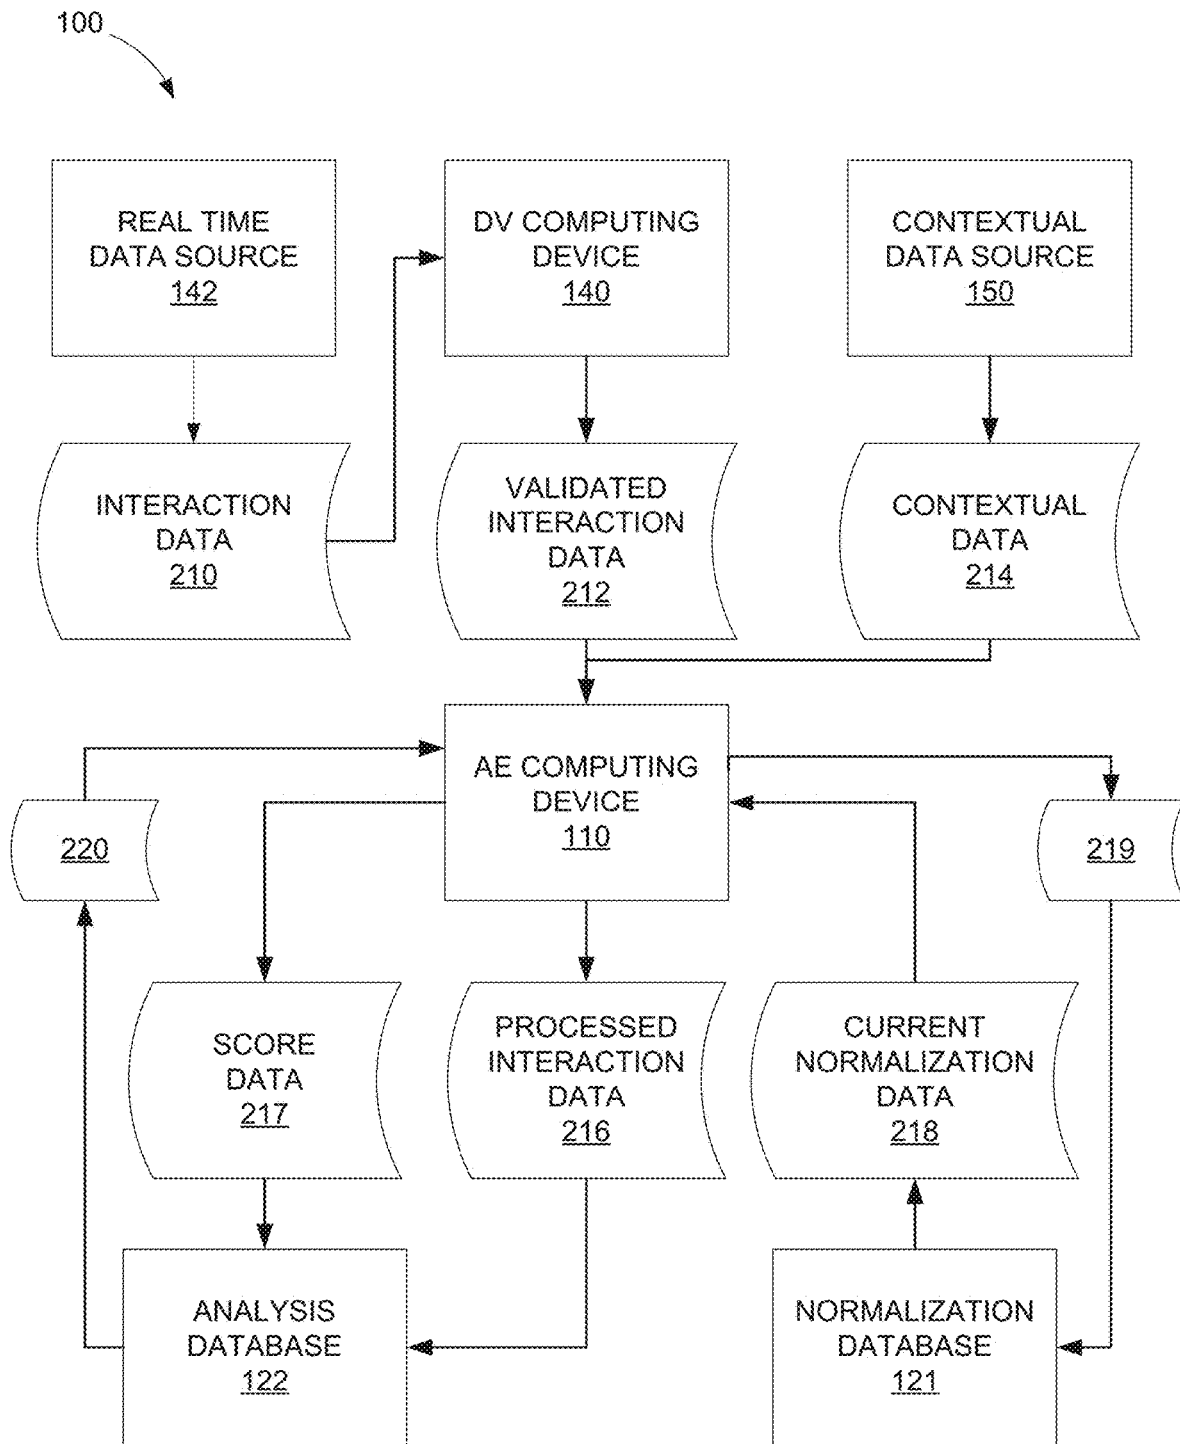 100
REAL TIME
DATA SOURCE
142
DV COMPUTING
DEVICE
140
CONTEXTUAL
DATA SOURCE
150
INTERACTION
DATA
210
VALIDATED
INTERACTION
DATA
212
CONTEXTUAL
DATA
214
AE COMPUTING
DEVICE
110
220
219
SCORE
DATA
217
PROCESSED
INTERACTION
DATA
216
CURRENT
NORMALIZATION
DATA
218
ANALYSIS
DATABASE
122
NORMALIZATION
DATABASE
121